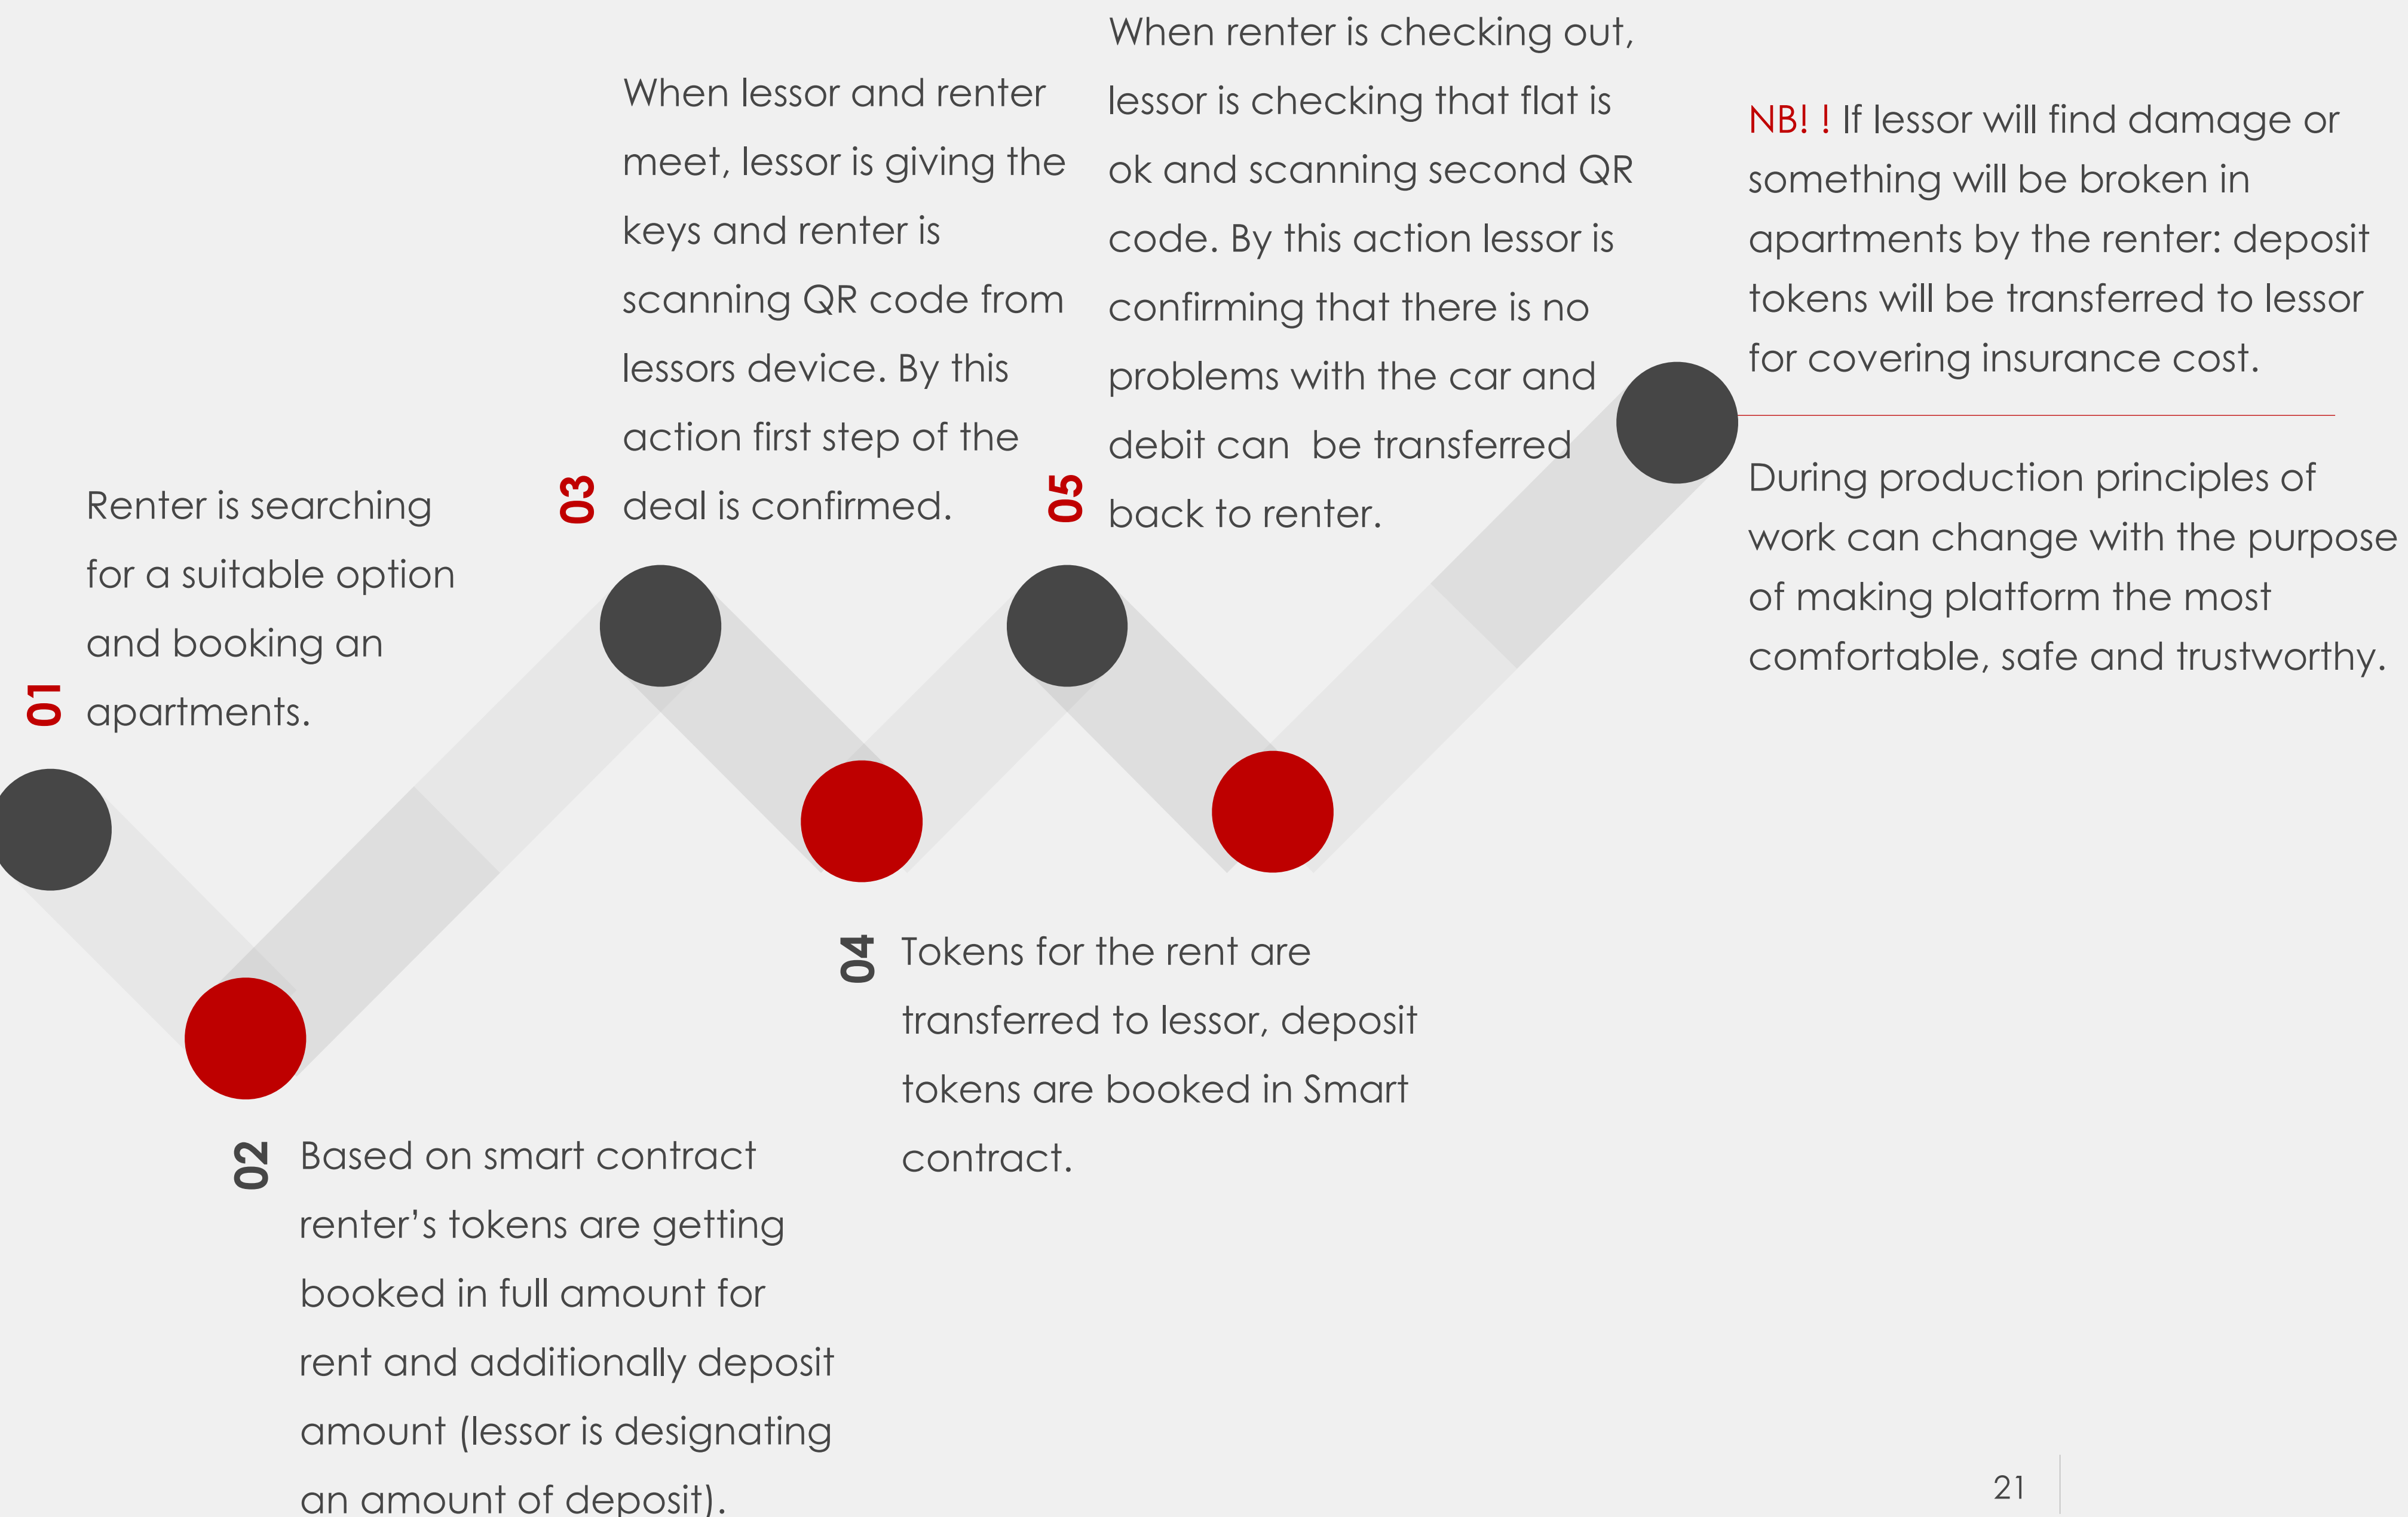 01
Renter is searching
for a suitable option
and booking an
apartments.
02
Based on smart contract
renter’s tokens are getting
booked in full amount for
rent and additionally deposit
amount (lessor is designating
an amount of deposit).
03
When lessor and renter
meet, lessor is giving the
keys and renter is
scanning QR code from
lessors device. By this
action first step of the
deal is confirmed.
04
Tokens for the rent are
transferred to lessor, deposit
tokens are booked in Smart
contract.
05
When renter is checking out,
lessor is checking that flat is
ok and scanning second QR
code. By this action lessor is
confirming that there is no
problems with the car and
debit can  be transferred
back to renter.
NB! ! If lessor will find damage or
something will be broken in
apartments by the renter: deposit
tokens will be transferred to lessor
for covering insurance cost.
During production principles of
work can change with the purpose
of making platform the most
comfortable, safe and trustworthy.
21